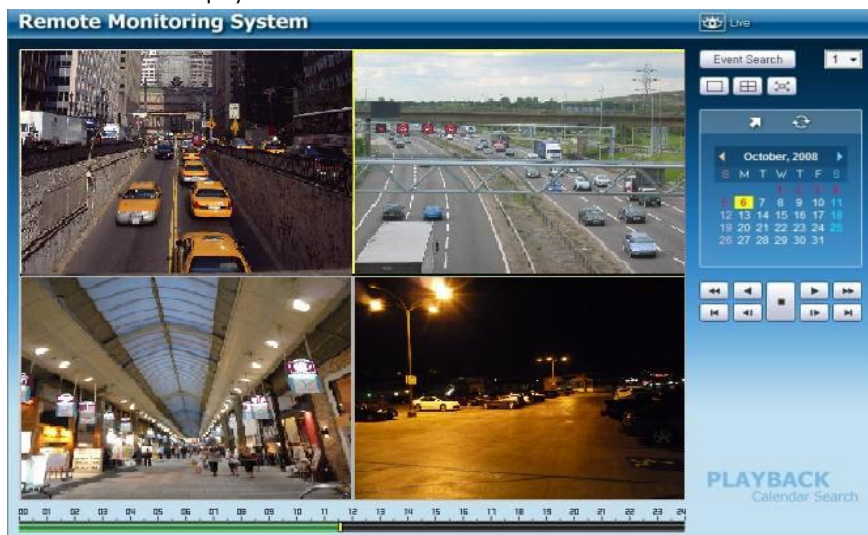 Remote Monitoring System
Live
Event Search
1
October, 2008
S M T W T F S
1 2 3 4
5 6 7 8 9 10 11
12 13 14 15 16 17 18
19 20 21 22 23 24 25
26 27 28 29 30 31
PLAYBACK
Calendar Search
00 01 02 03 04 05 06 07 08 09 10 11 12 13 14 15 16 17 18 19 20 21 22 23 24